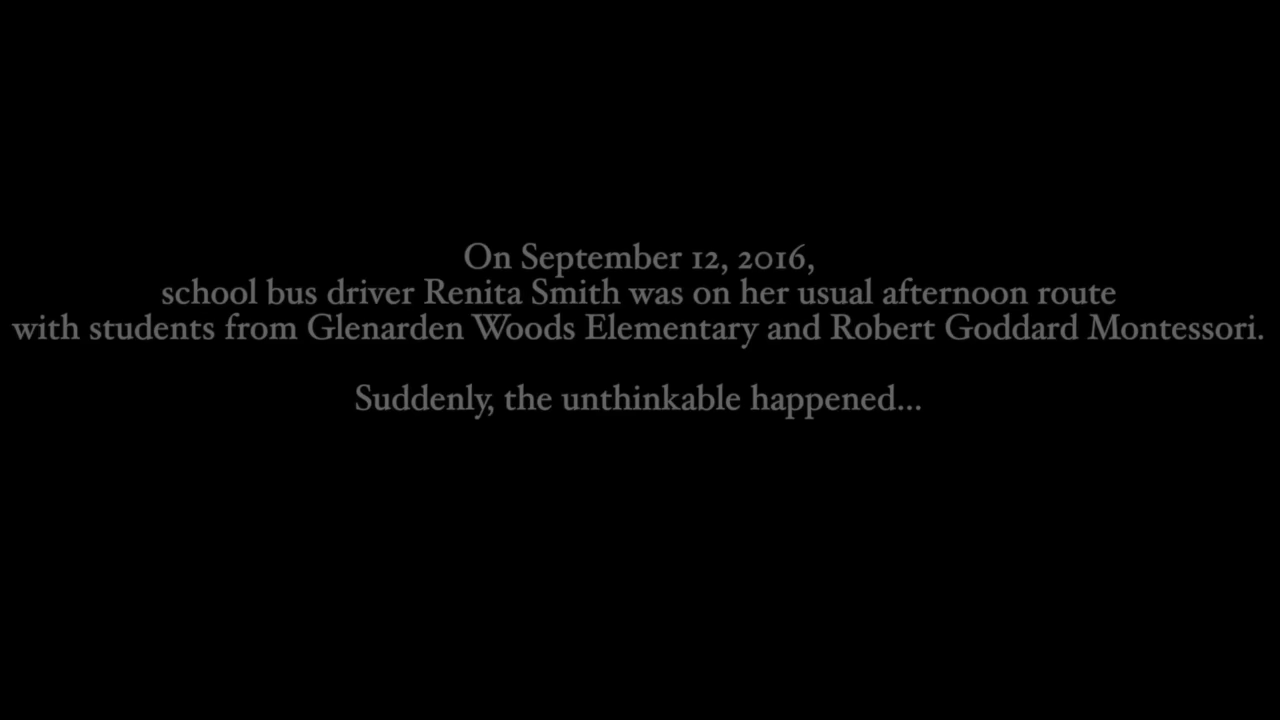 On September 12, 2016,
school bus driver Renita Smith was on her usual afternoon route
with students from Glenarden Woods Elementary and Robert Goddard Montessori.
Suddenly, the unthinkable happened...